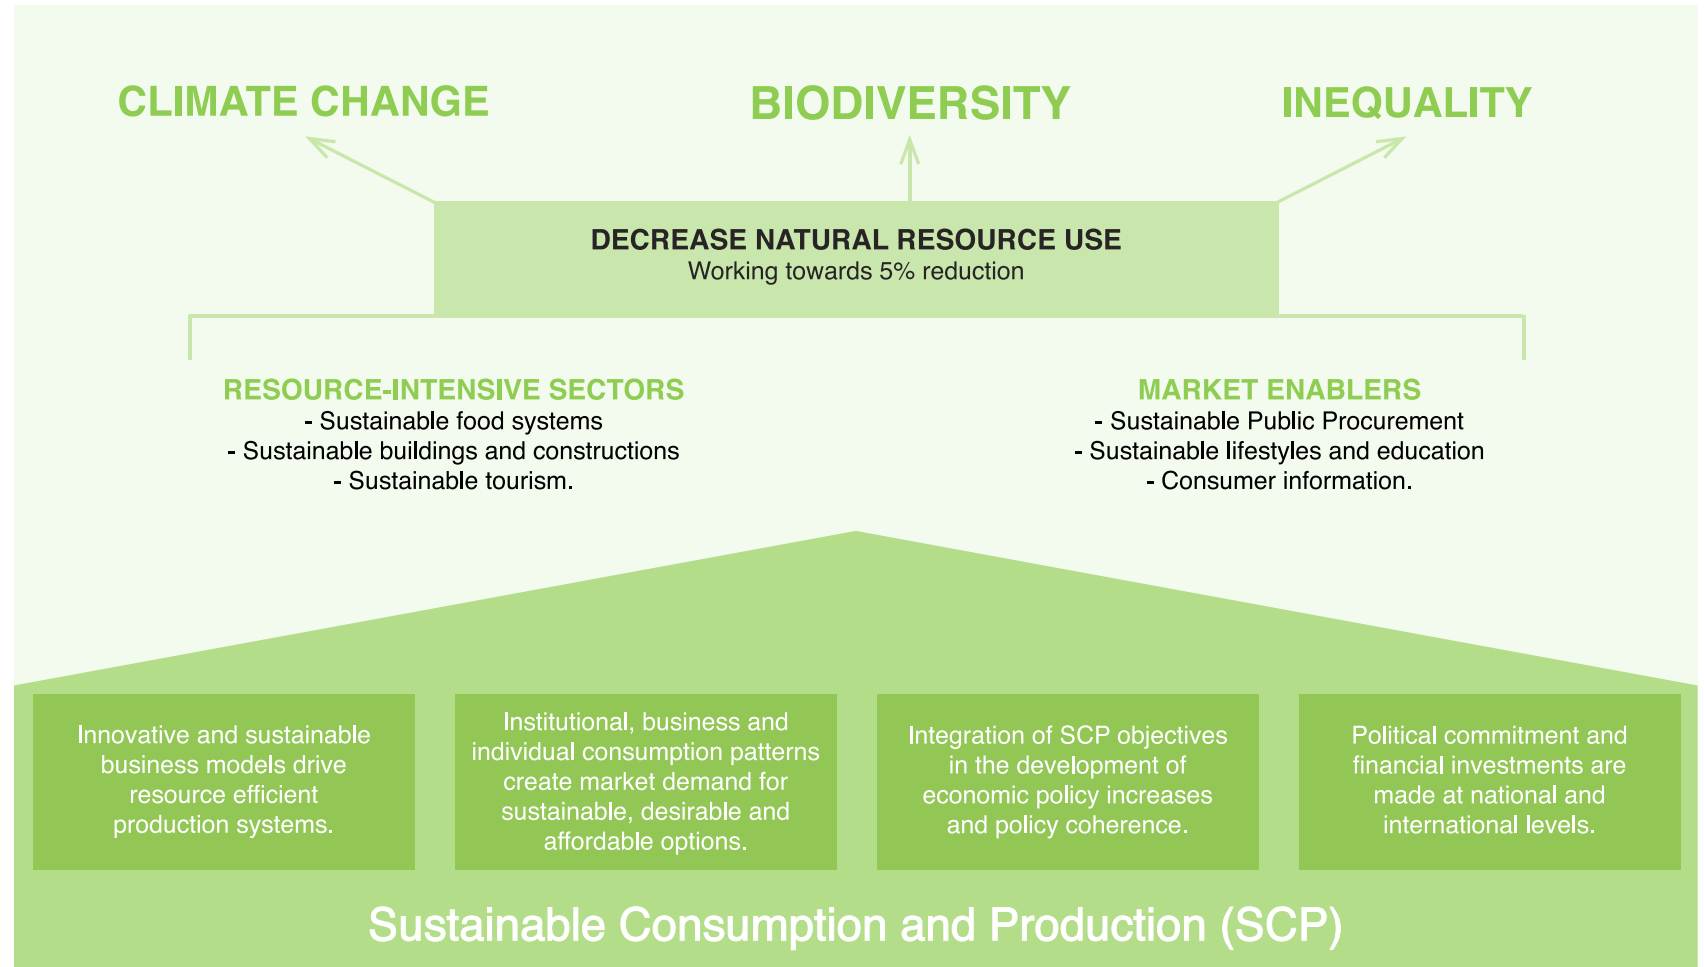 CLIMATE CHANGE
BIODIVERSITY
INEQUALITY
DECREASE NATURAL RESOURCE USE
Working towards 5% reduction
RESOURCE-INTENSIVE SECTORS
- Sustainable food systems
- Sustainable buildings and constructions
- Sustainable tourism.
MARKET ENABLERS
- Sustainable Public Procurement
- Sustainable lifestyles and education
- Consumer information.
Innovative and sustainable
business models drive
resource efficient
production systems.
Institutional, business and
individual consumption patterns
create market demand for
sustainable, desirable and
affordable options.
Integration of SCP objectives
in the development of
economic policy increases
and policy coherence.
Political commitment and
financial investments are
made at national and
international levels.
Sustainable Consumption and Production (SCP)